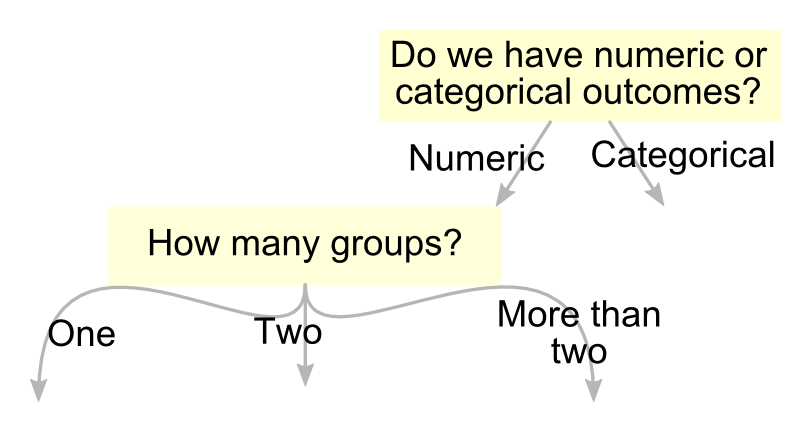 Do we have numeric or
categorical outcomes?
Numeric
Categorical
How many groups?
One
Two
More than
two